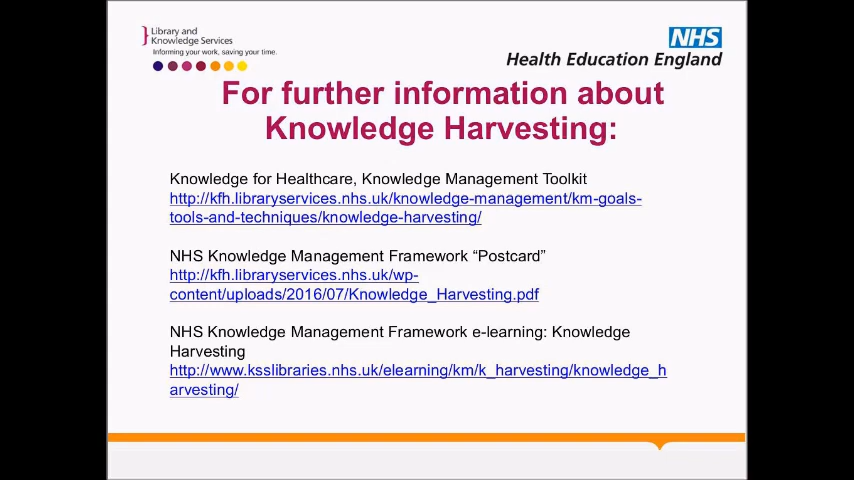 Library and
Knowledge Services
Informing your work, saving your time.
NHS
Health Education England
For further information about
Knowledge Harvesting:
Knowledge for Healthcare, Knowledge Management Toolkit
http://kfh.libraryservices.nhs.uk/knowledge-management/km-goals-
tools-and-techniques/knowledge-harvesting/
NHS Knowledge Management Framework “Postcard”
http://kfh.libraryservices.nhs.uk/wp-
content/uploads/2016/07/Knowledge_Harvesting.pdf
NHS Knowledge Management Framework e-learning: Knowledge
Harvesting
http://www.ksslibraries.nhs.uk/elearning/km/k_harvesting/knowledge_h
arvesting/